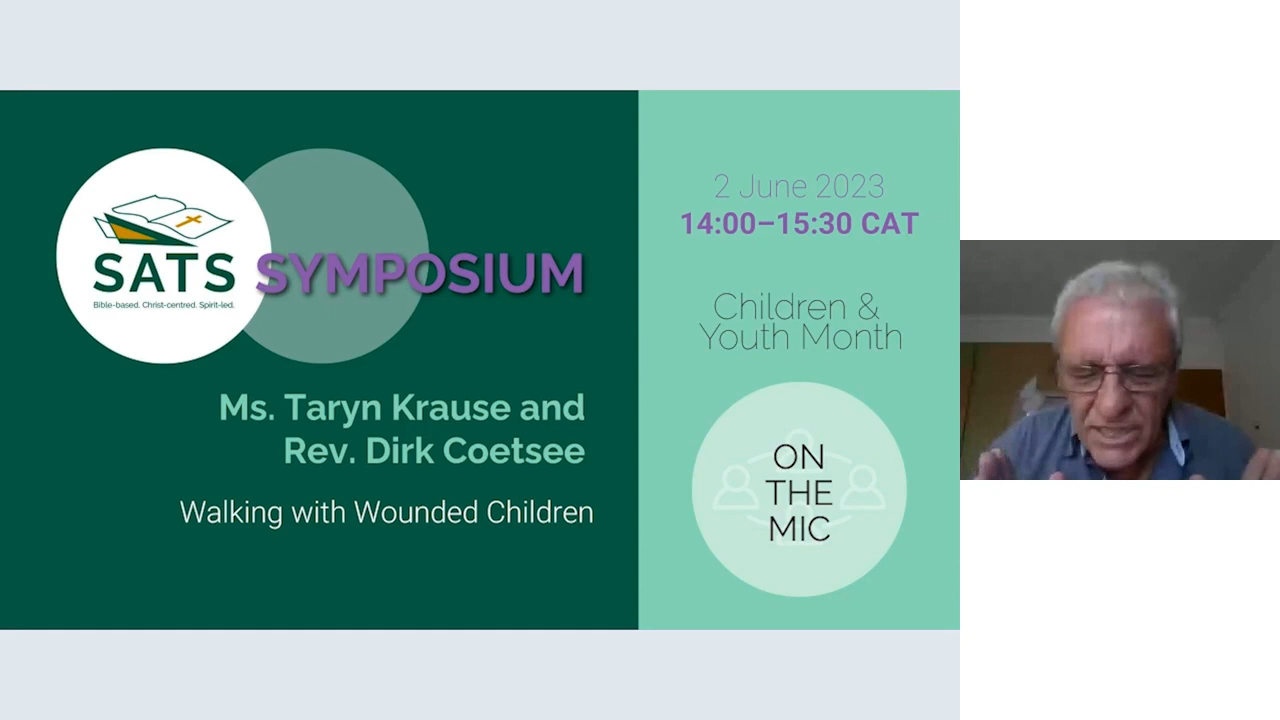 SATS
Bible-based. Christ-centred. Spirit-led.
SYMPOSIUM
Ms. Taryn Krause and
Rev. Dirk Coetsee
Walking with Wounded Children
2 June 2023
14:00–15:30 CAT
Children &
Youth Month
ON
THE
MIC